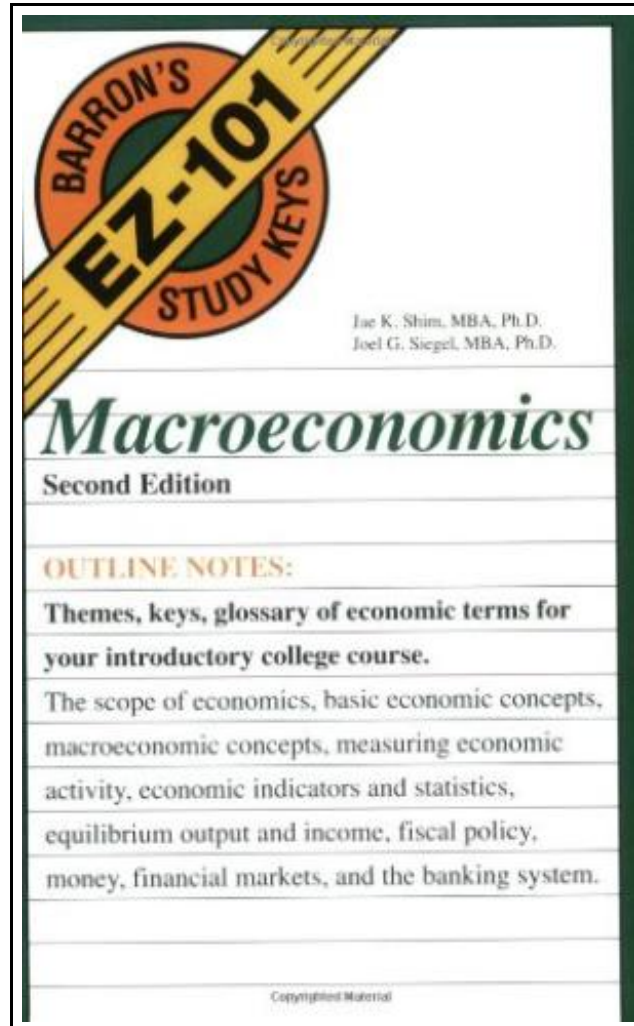 Copyrighted Material
BARRON'S
EZ-101
STUDY KEYS
Jae K. Shim, MBA, Ph.D.
Joel G. Siegel, MBA, Ph.D.
Macroeconomics
Second Edition
OUTLINE NOTES:
Themes, keys, glossary of economic terms for
your introductory college course.
The scope of economics, basic economic concepts,
macroeconomic concepts, measuring economic
activity, economic indicators and statistics,
equilibrium output and income, fiscal policy,
money, financial markets, and the banking system.
Copyrighted Material